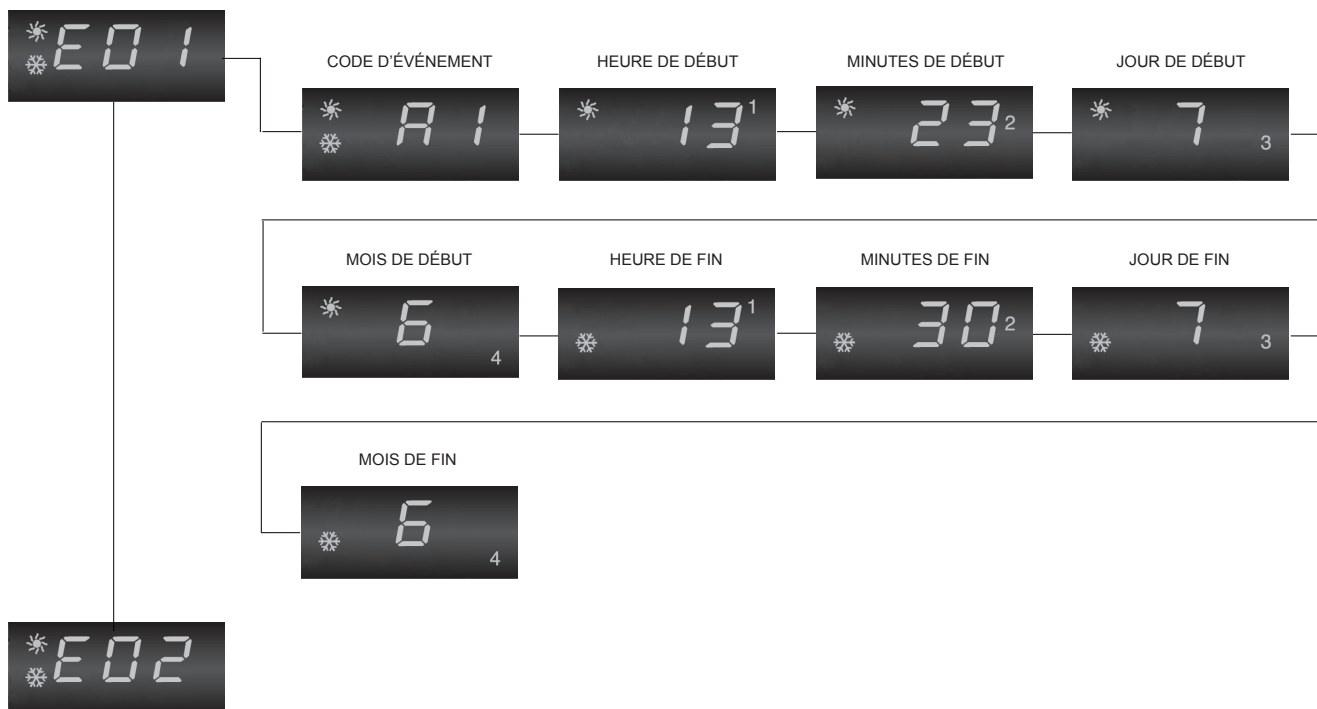 E01
CODE D'ÉVÉNEMENT HEURE DE DÉBUT MINUTES DE DÉBUT JOUR DE DÉBUT
A1 13 1 23 2 7 3
MOIS DE DÉBUT HEURE DE FIN MINUTES DE FIN JOUR DE FIN
6 4 13 1 30 2 7 3
MOIS DE FIN
6 4
E02